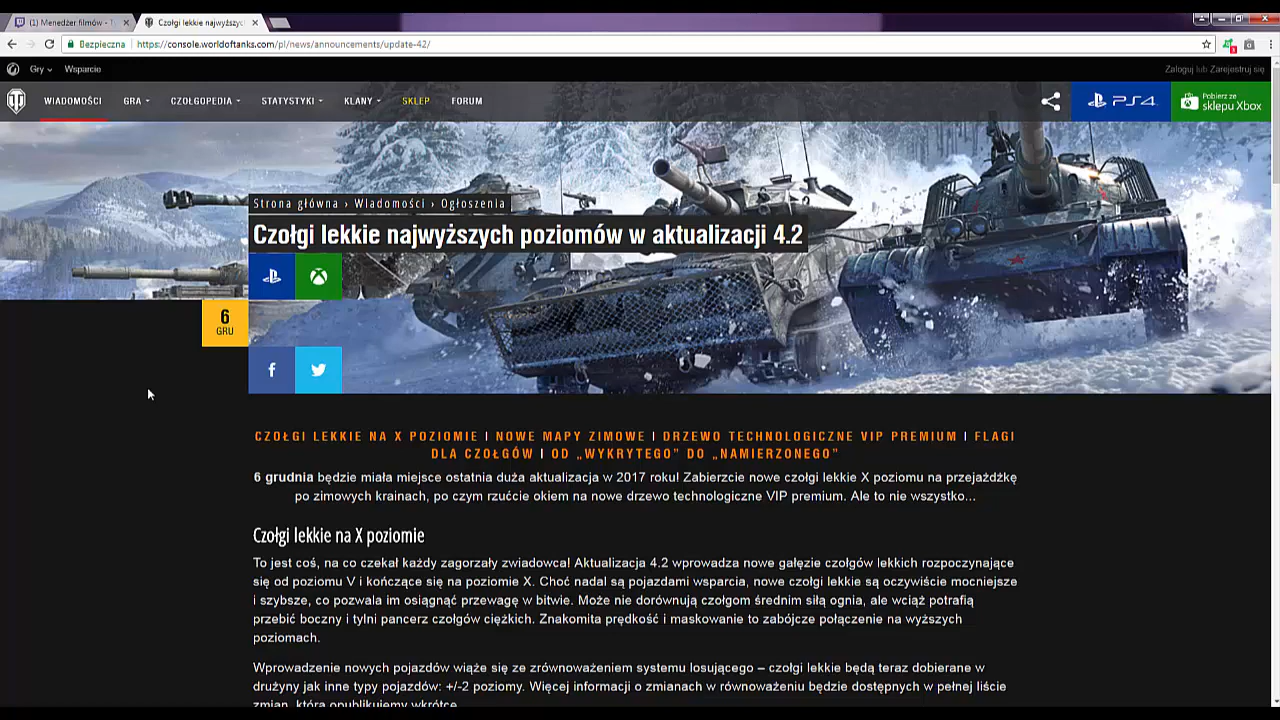 (1) Menedżer filmów -
Czołgi lekkie najwyższyc
Bezpieczna
https://console.worldoftanks.com/pl/news/announcements/update-42/
Gry
Wsparcie
Zaloguj lub Zarejestruj się
WIADOMOŚCI
GRA
CZOŁGOPEDIA
STATYSTYKI
KLANY
SKLEP
FORUM
PS4
Pobierz ze
sklepu Xbox
Strona główna › Wiadomości › Ogłoszenia
Czołgi lekkie najwyższych poziomów w aktualizacji 4.2
6
GRU
CZOŁGI LEKKIE NA X POZIOMIE | NOWE MAPY ZIMOWE | DRZEWO TECHNOLOGICZNE VIP PREMIUM | FLAGI
DLA CZOŁGÓW | OD „WYKRYTEGO” DO „NAMIERZONEGO”
6 grudnia będzie miała miejsce ostatnia duża aktualizacja w 2017 roku! Zabierzcie nowe czołgi lekkie X poziomu na przejażdżkę
po zimowych krainach, po czym rzućcie okiem na nowe drzewo technologiczne VIP premium. Ale to nie wszystko...
Czołgi lekkie na X poziomie
To jest coś, na co czekał każdy zagorzały zwiadowca! Aktualizacja 4.2 wprowadza nowe gałęzie czołgów lekkich rozpoczynające
się od poziomu V i kończące się na poziomie X. Choć nadal są pojazdami wsparcia, nowe czołgi lekkie są oczywiście mocniejsze
i szybsze, co pozwala im osiągnąć przewagę w bitwie. Może nie dorównują czołgom średnim siłą ognia, ale wciąż potrafią
przebić boczny i tylni pancerz czołgów ciężkich. Znakomita prędkość i maskowanie to zabójcze połączenie na wyższych
poziomach.
Wprowadzenie nowych pojazdów wiąże się ze zrównoważeniem systemu losującego – czołgi lekkie będą teraz dobierane w
drużyny jak inne typy pojazdów: +/-2 poziomy. Więcej informacji o zmianach w równoważeniu będzie dostępnych w pełnej liście
zmian, którą opublikujemy wkrótce.